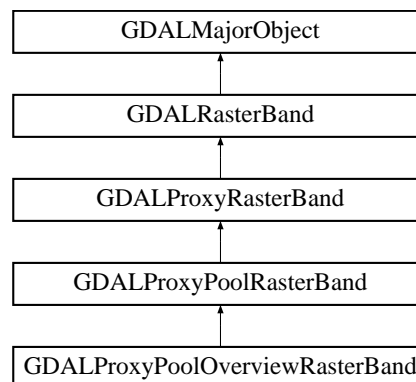 GDALMajorObject
GDALRasterBand
GDALProxyRasterBand
GDALProxyPoolRasterBand
GDALProxyPoolOverviewRasterBand